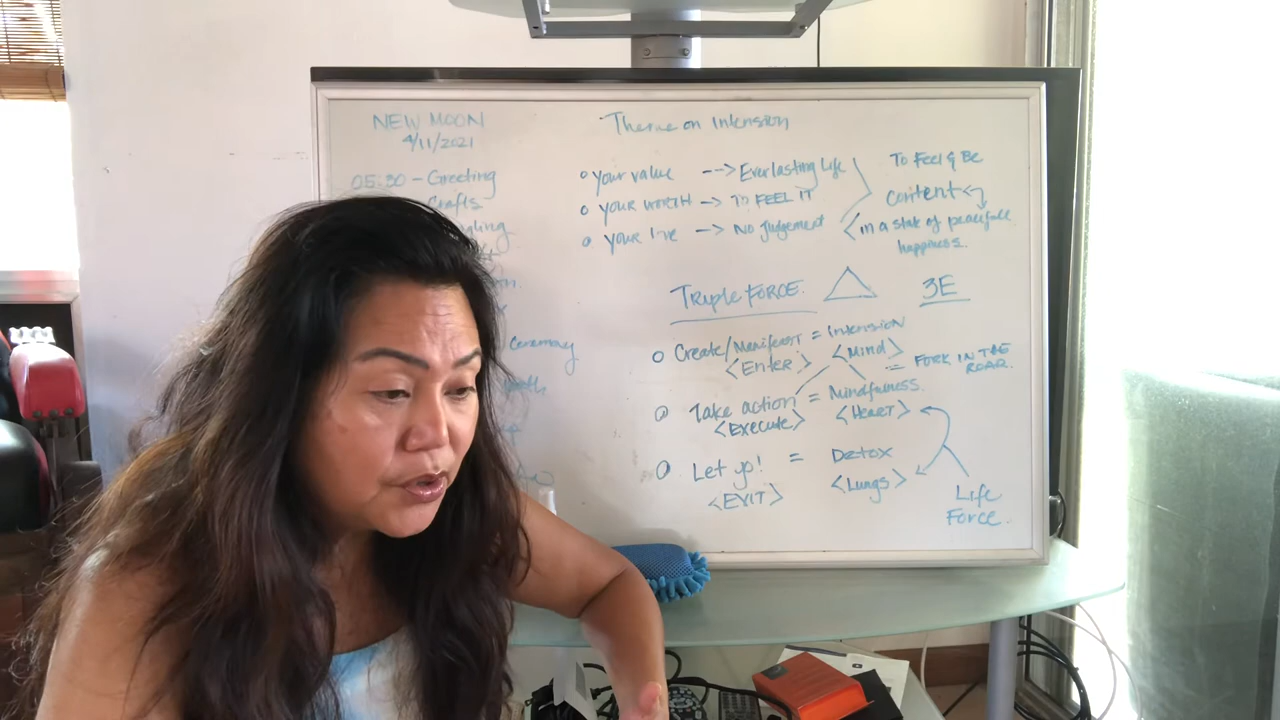 NEW MOON
4/11/2021
05:30 - Greeting
Crafts
Ceremony
Theme on Intension
your value --> Everlasting Life
YOUR WORTH --> TO FEEL IT
--> No Judgement
To Feel & Be
content
in a state of peacefull
happiness.
TRIPLE FORCE.
3E
Create/Manifest = Intension
<Enter> <Mind>
= FORK IN THE
ROAD.
Take action = Mindfulness.
<Execute> <Heart>
Let go! = Detox
<EXIT> <Lungs>
Life
Force.